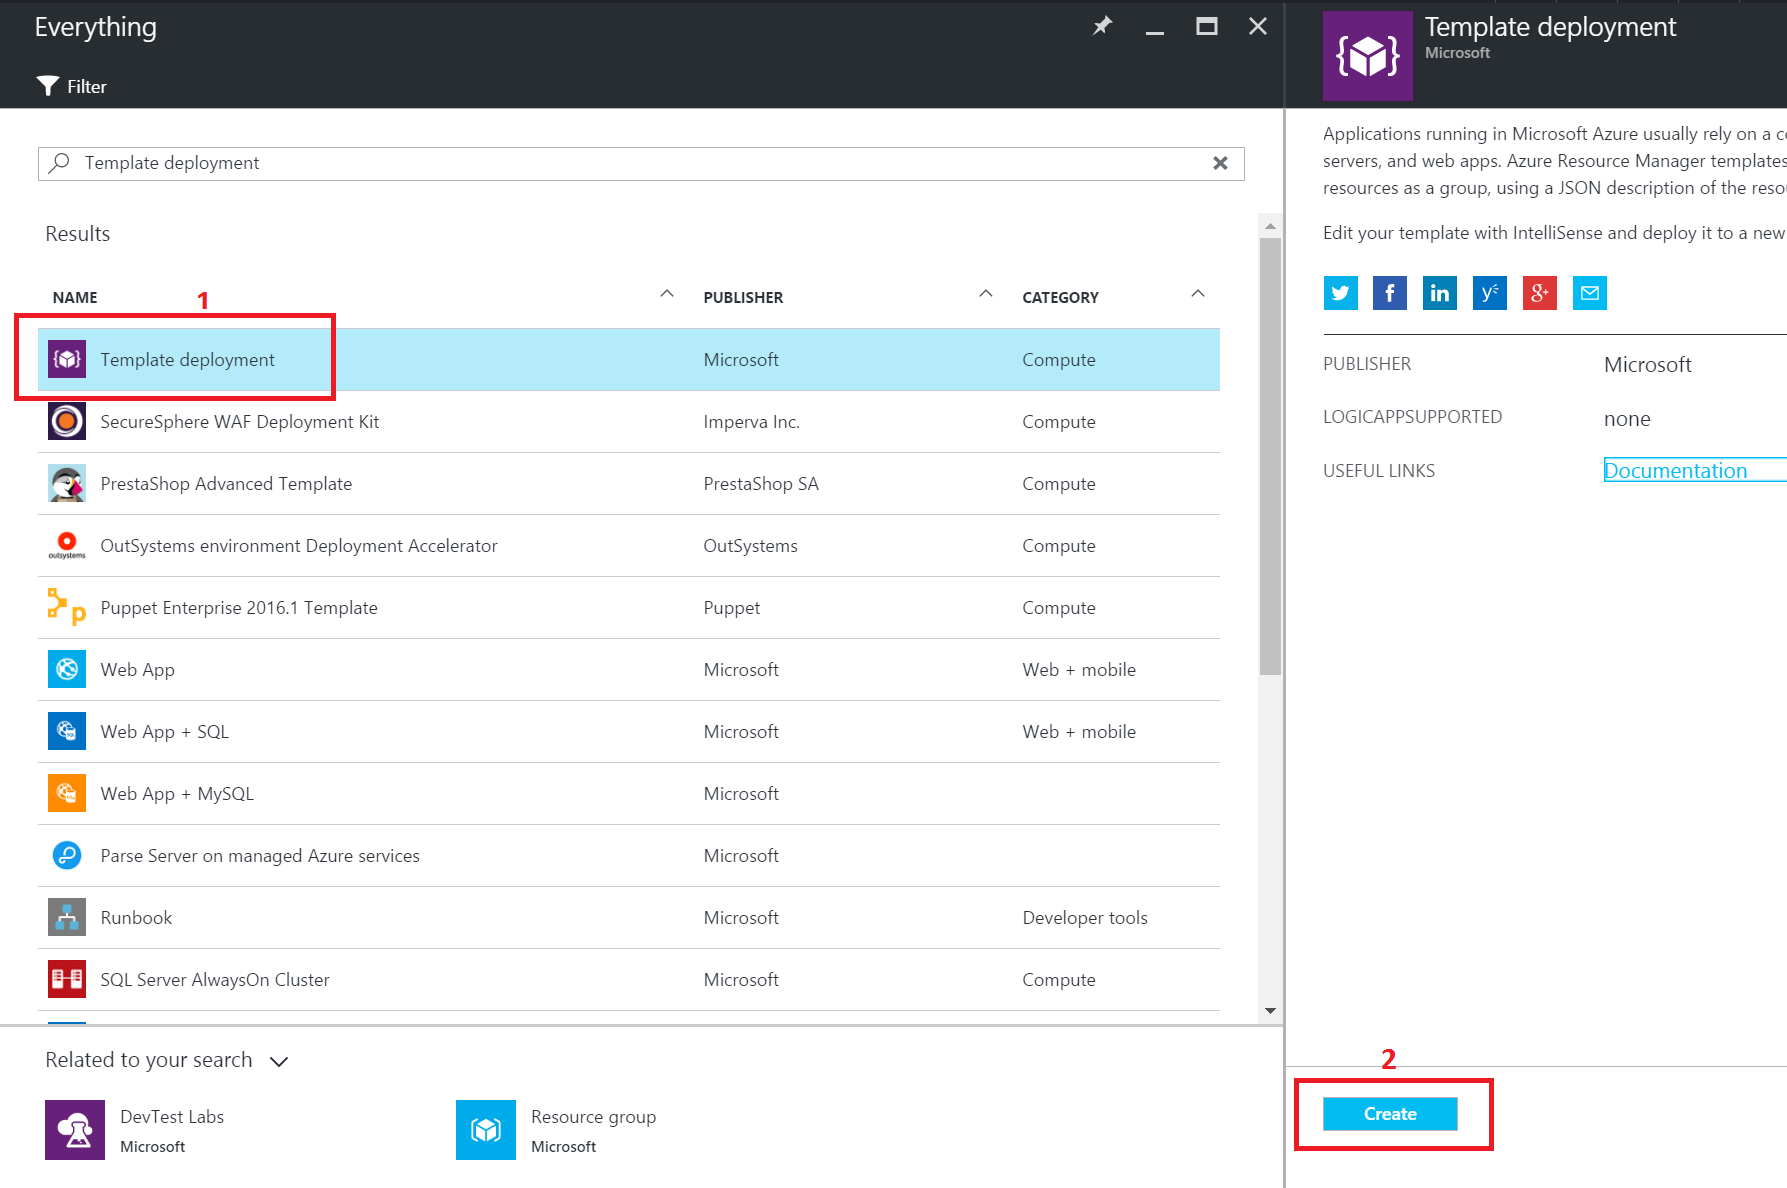 Everything
Filter
Template deployment
Results
NAME PUBLISHER CATEGORY
1
Template deployment Microsoft Compute
SecureSphere WAF Deployment Kit Imperva Inc. Compute
PrestaShop Advanced Template PrestaShop SA Compute
outsystems OutSystems environment Deployment Accelerator OutSystems Compute
Puppet Enterprise 2016.1 Template Puppet Compute
Web App Microsoft Web + mobile
Web App + SQL Microsoft Web + mobile
Web App + MySQL Microsoft
Parse Server on managed Azure services Microsoft
Runbook Microsoft Developer tools
SQL Server AlwaysOn Cluster Microsoft Compute
Related to your search
DevTest Labs
Microsoft
Resource group
Microsoft
Template deployment
Microsoft
Applications running in Microsoft Azure usually rely on a
servers, and web apps. Azure Resource Manager templates
resources as a group, using a JSON description of the
Edit your template with IntelliSense and deploy it to a new
PUBLISHER Microsoft
LOGICAPPSUPPORTED none
USEFUL LINKS Documentation
2
Create